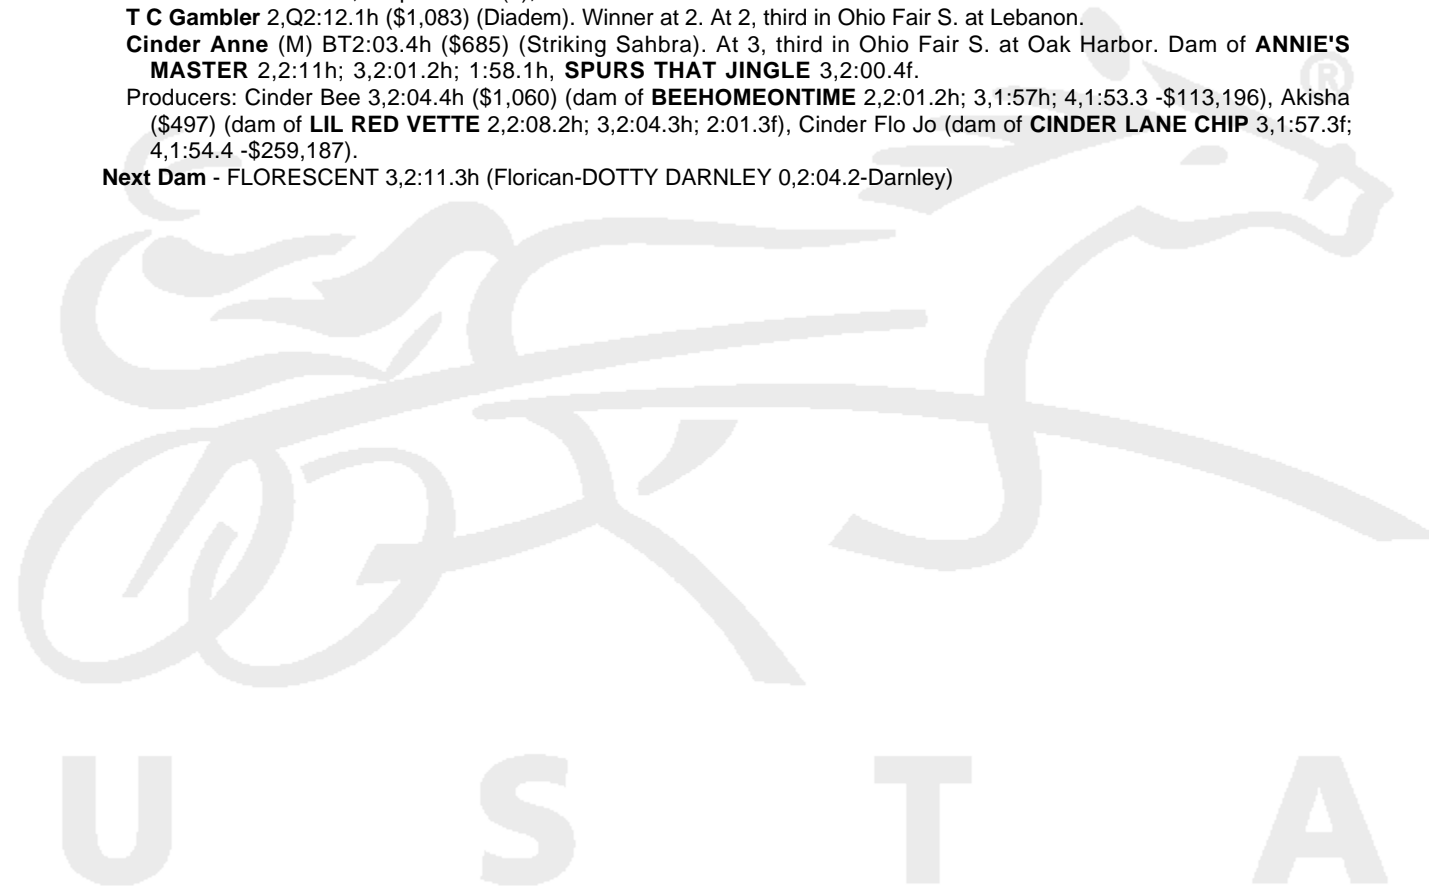 T C Gambler 2,Q2:12.1h ($1,083) (Diadem). Winner at 2. At 2, third in Ohio Fair S. at Lebanon.
Cinder Anne (M) BT2:03.4h ($685) (Striking Sahbra). At 3, third in Ohio Fair S. at Oak Harbor. Dam of ANNIE'S
MASTER 2,2:11h; 3,2:01.2h; 1:58.1h, SPURS THAT JINGLE 3,2:00.4f.
Producers: Cinder Bee 3,2:04.4h ($1,060) (dam of BEEHOMEONTIME 2,2:01.2h; 3,1:57h; 4,1:53.3 -$113,196), Akisha
($497) (dam of LIL RED VETTE 2,2:08.2h; 3,2:04.3h; 2:01.3f), Cinder Flo Jo (dam of CINDER LANE CHIP 3,1:57.3f;
4,1:54.4 -$259,187).
Next Dam - FLORESCENT 3,2:11.3h (Florican-DOTTY DARNLEY 0,2:04.2-Darnley)
®
U S T A